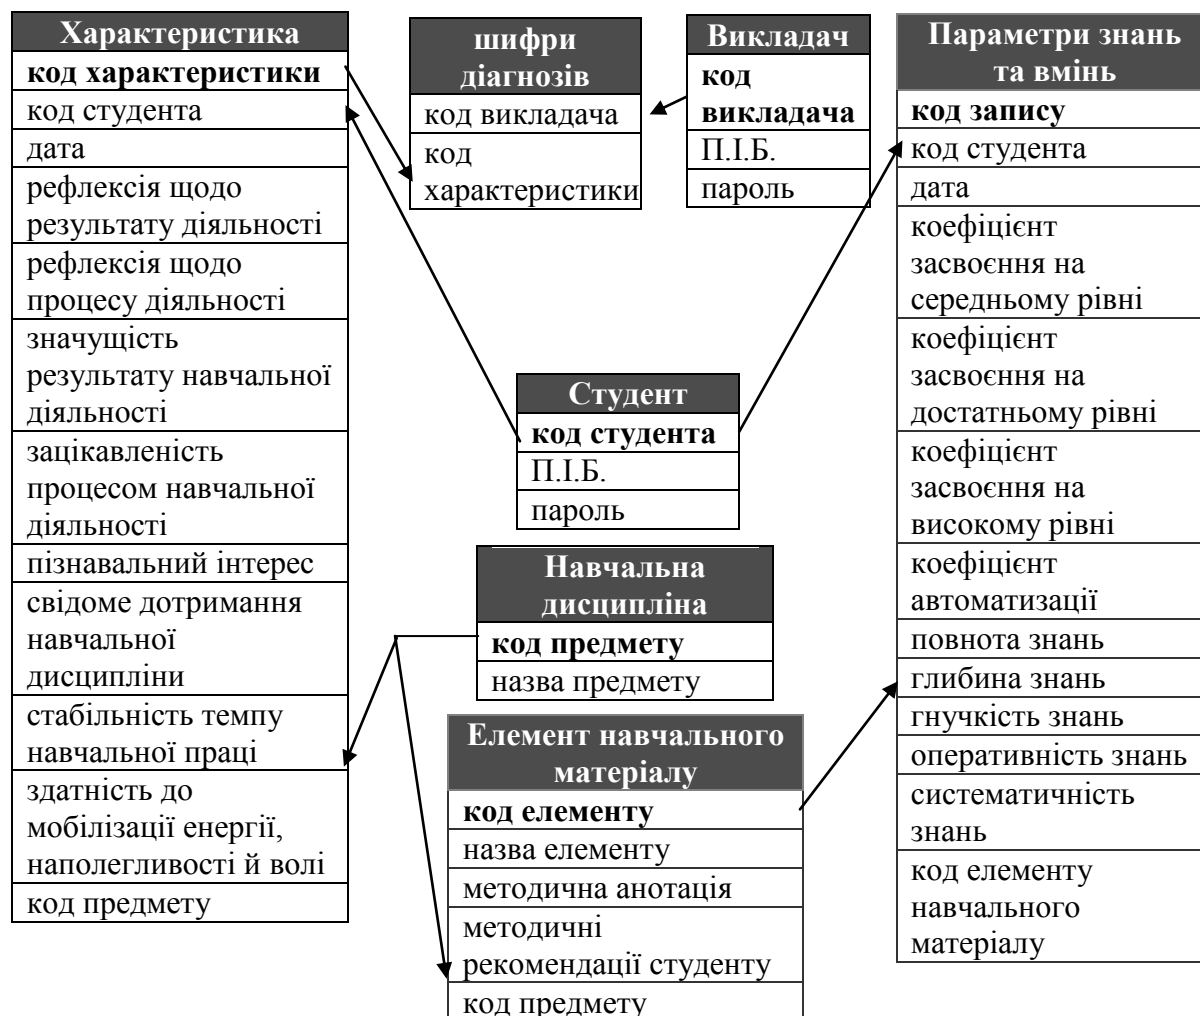 Характеристика
код характеристики
код студента
дата
рефлексія щодо
результату діяльності
рефлексія щодо
процесу діяльності
значущість
результату навчальної
діяльності
зацікавленість
процесом навчальної
діяльності
пізнавальний інтерес
свідоме дотримання
навчальної
дисципліни
стабільність темпу
навчальної праці
здатність до
мобілізації енергії,
наполегливості й волі
код предмету
шифри
діагнозів
код викладача
код
характеристики
Викладач
код
викладача
П.І.Б.
пароль
Студент
код студента
П.І.Б.
пароль
Навчальна
дисципліна
код предмету
назва предмету
Елемент навчального
матеріалу
код елементу
назва елементу
методична анотація
методичні
рекомендації студенту
код предмету
Параметри знань
та вмінь
код запису
код студента
дата
коефіцієнт
засвоєння на
середньому рівні
коефіцієнт
засвоєння на
достатньому рівні
коефіцієнт
засвоєння на
високому рівні
коефіцієнт
автоматизації
повнота знань
глибина знань
гнучкість знань
оперативність знань
систематичність
знань
код елементу
навчального
матеріалу